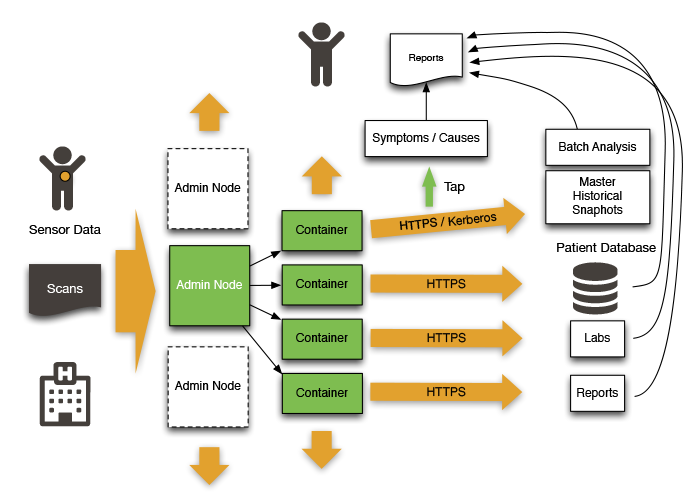 Reports
Symptoms / Causes
Batch Analysis
Admin Node
Tap
Master
Historical
Snaphots
Sensor Data
Container
HTTPS / Kerberos
Patient Database
Scans
Admin Node
Container
HTTPS
Container
HTTPS
Labs
H
Admin Node
Container
HTTPS
Reports